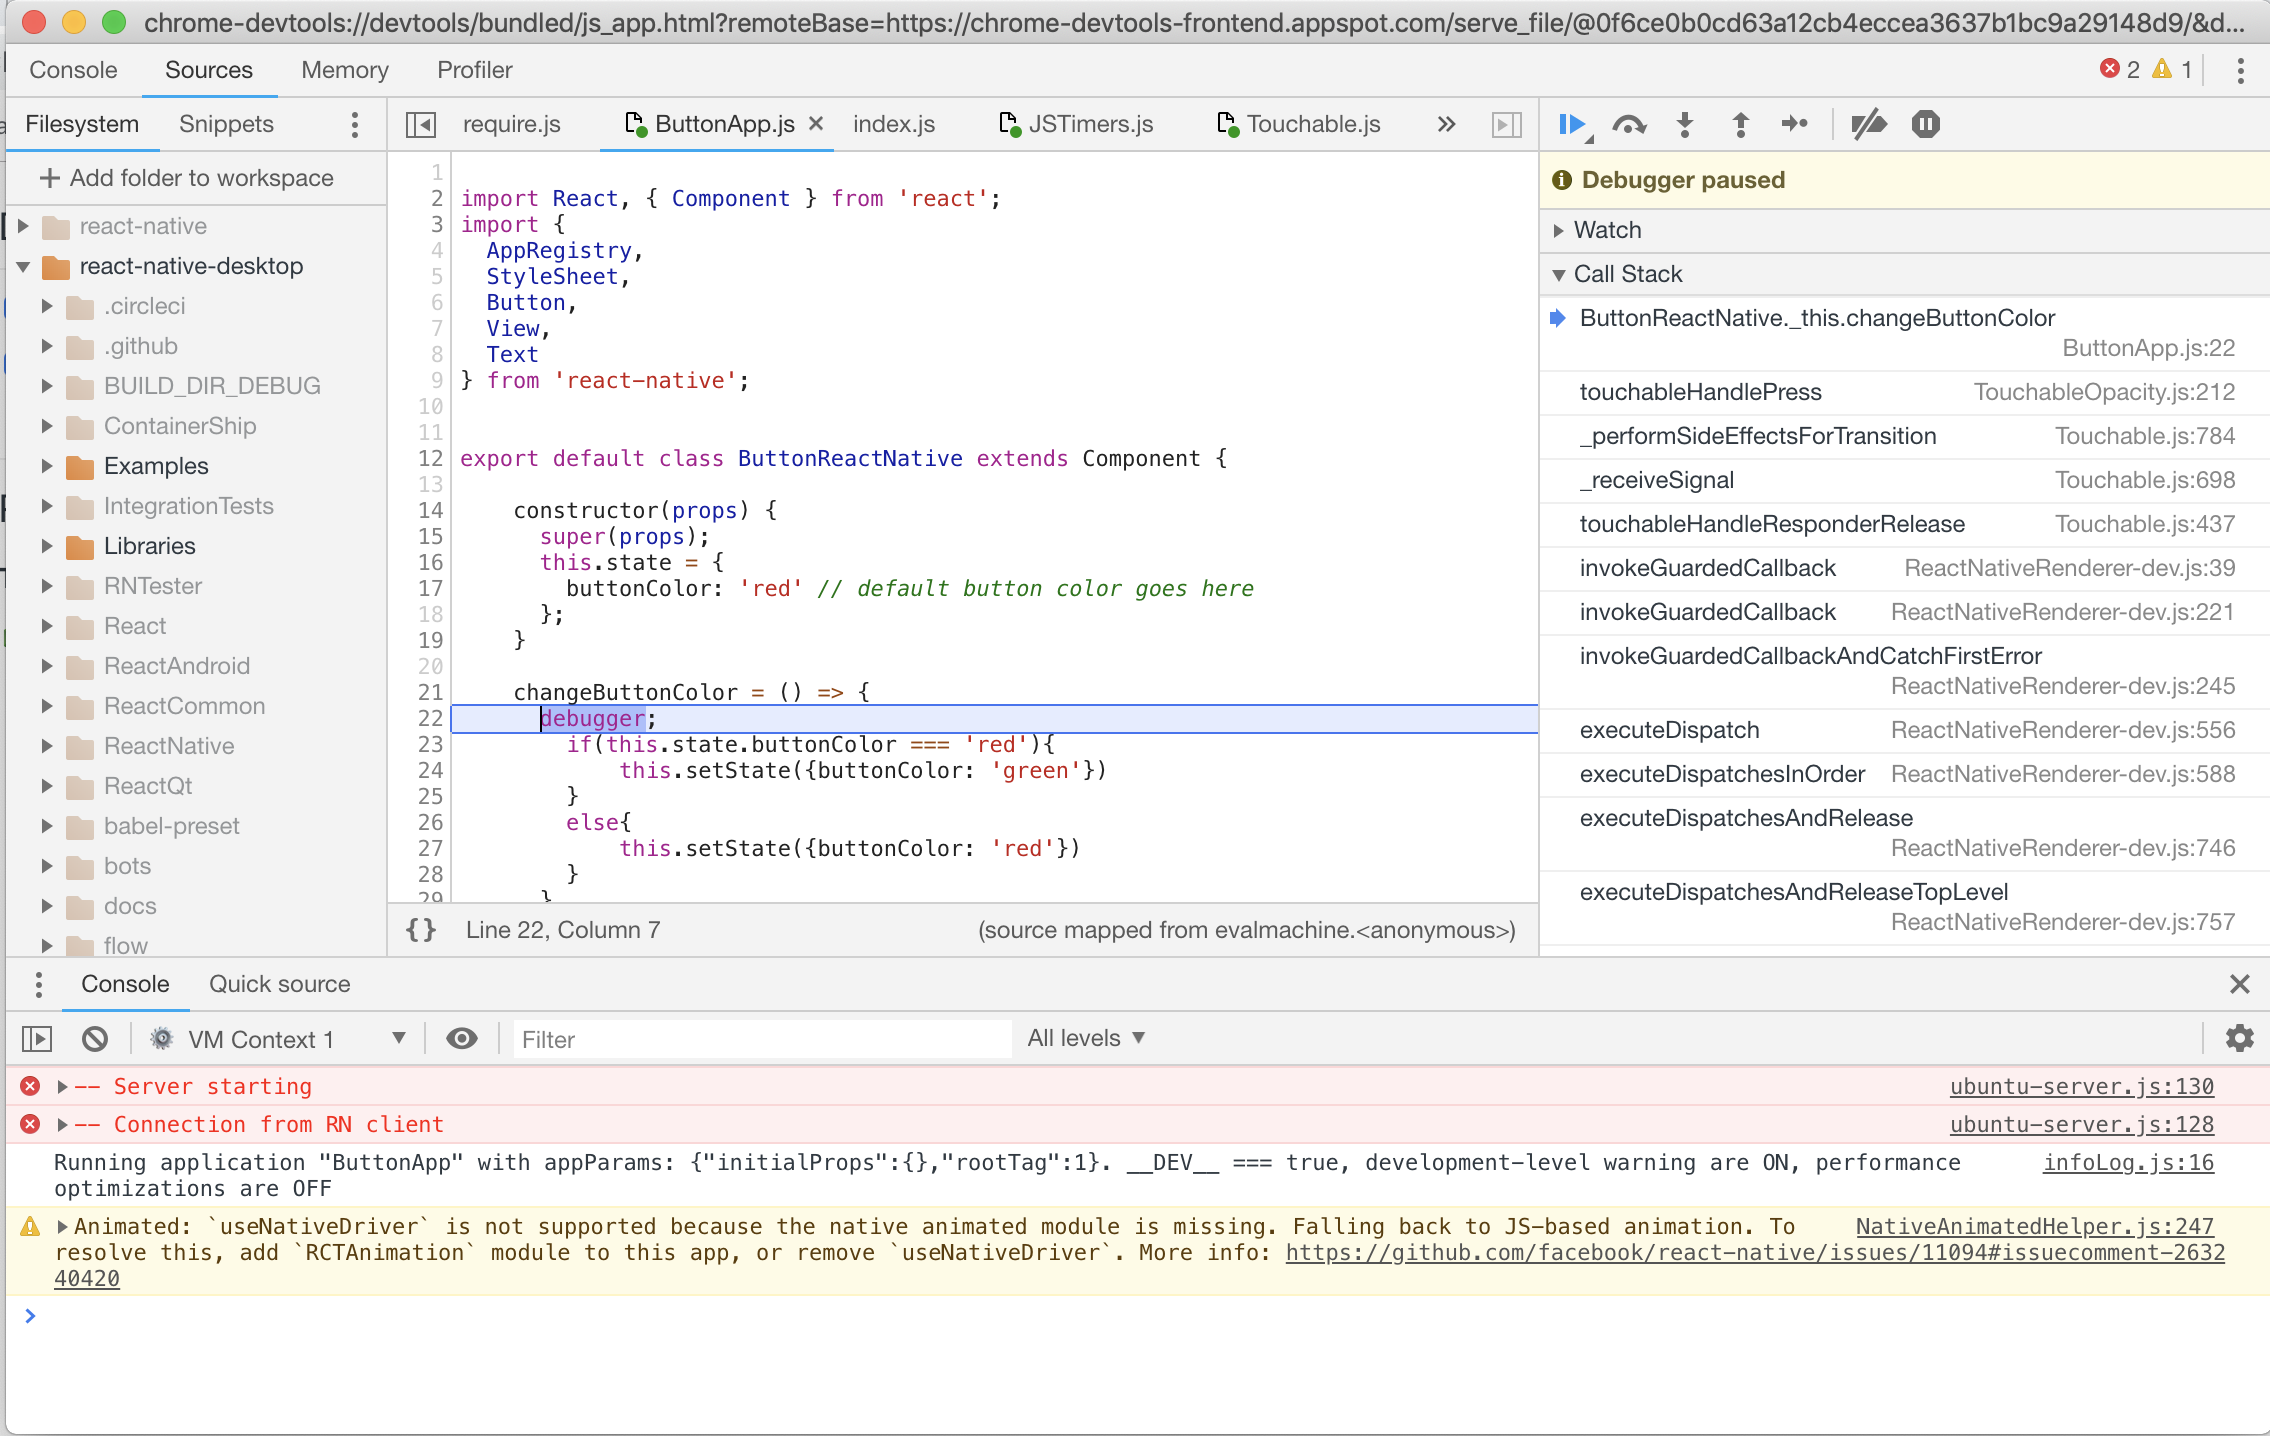 chrome-devtools://devtools/bundled/js_app.html?remoteBase=https://chrome-devtools-frontend.appspot.com/serve_file/@0f6ce0b0cd63a12cb4eccea3637b1bc9a29148d9/&d...
Console Sources Memory Profiler 2 1
Filesystem Snippets
require.js ButtonApp.js × index.js JSTimers.js Touchable.js »
+ Add folder to workspace
react-native
react-native-desktop
.circleci
.github
BUILD_DIR_DEBUG
ContainerShip
Examples
IntegrationTests
Libraries
RNTester
React
ReactAndroid
ReactCommon
ReactNative
ReactQt
babel-preset
bots
docs
flow
1
2 import React, { Component } from 'react';
3 import {
4 AppRegistry,
5 StyleSheet,
6 Button,
7 View,
8 Text
9 } from 'react-native';
10
11
12 export default class ButtonReactNative extends Component {
13
14 constructor(props) {
15 super(props);
16 this.state = {
17 buttonColor: 'red' // default button color goes here
18 };
19 }
20
21 changeButtonColor = () => {
22 debugger;
23 if(this.state.buttonColor === 'red'){
24 this.setState({buttonColor: 'green'})
25 }
26 else{
27 this.setState({buttonColor: 'red'})
28 }
29 }
{} Line 22, Column 7 (source mapped from evalmachine.<anonymous>)
Debugger paused
Watch
Call Stack
ButtonReactNative._this.changeButtonColor
ButtonApp.js:22
touchableHandlePress TouchableOpacity.js:212
_performSideEffectsForTransition Touchable.js:784
_receiveSignal Touchable.js:698
touchableHandleResponderRelease Touchable.js:437
invokeGuardedCallback ReactNativeRenderer-dev.js:39
invokeGuardedCallback ReactNativeRenderer-dev.js:221
invokeGuardedCallbackAndCatchFirstError
ReactNativeRenderer-dev.js:245
executeDispatch ReactNativeRenderer-dev.js:556
executeDispatchesInOrder ReactNativeRenderer-dev.js:588
executeDispatchesAndRelease
ReactNativeRenderer-dev.js:746
executeDispatchesAndReleaseTopLevel
ReactNativeRenderer-dev.js:757
Console Quick source
VM Context 1 Filter All levels
-- Server starting ubuntu-server.js:130
-- Connection from RN client ubuntu-server.js:128
Running application "ButtonApp" with appParams: {"initialProps":{},"rootTag":1}. __DEV__ === true, development-level warning are ON, performance infoLog.js:16
optimizations are OFF
Animated: `useNativeDriver` is not supported because the native animated module is missing. Falling back to JS-based animation. To NativeAnimatedHelper.js:247
resolve this, add `RCTAnimation` module to this app, or remove `useNativeDriver`. More info: https://github.com/facebook/react-native/issues/11094#issuecomment-2632
40420